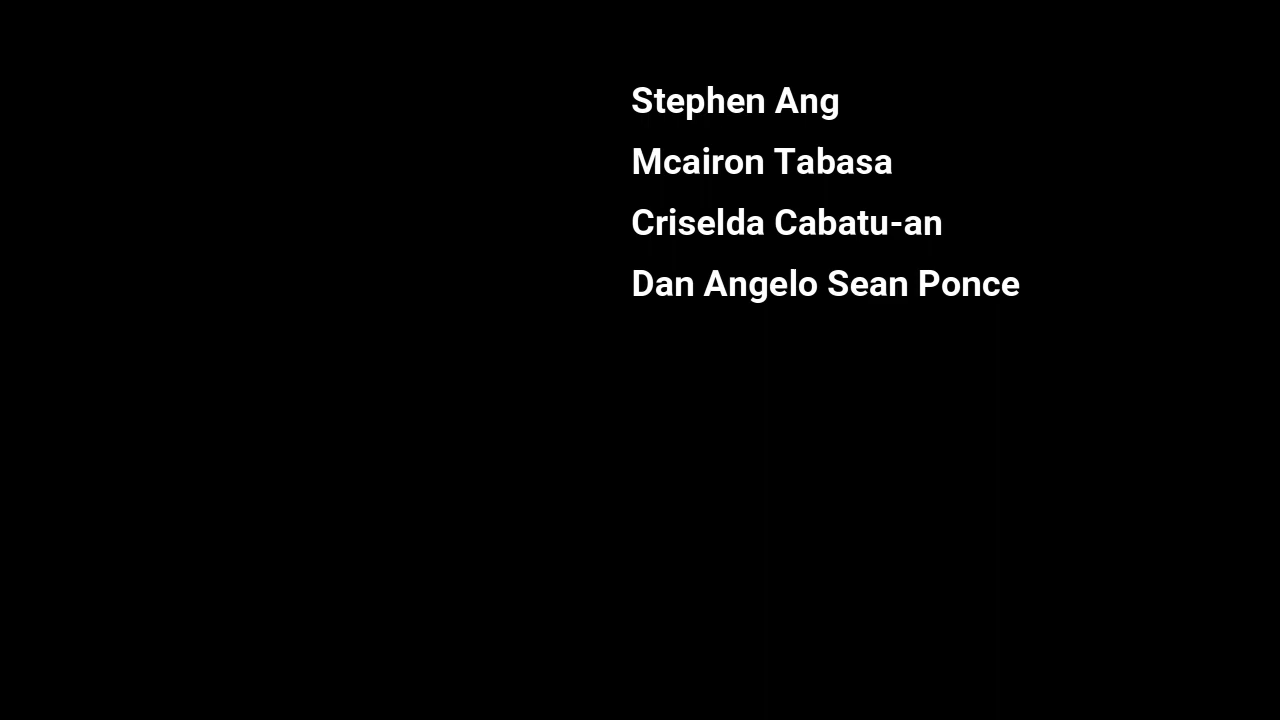 Stephen Ang
Mcairon Tabasa
Criselda Cabatu-an
Dan Angelo Sean Ponce